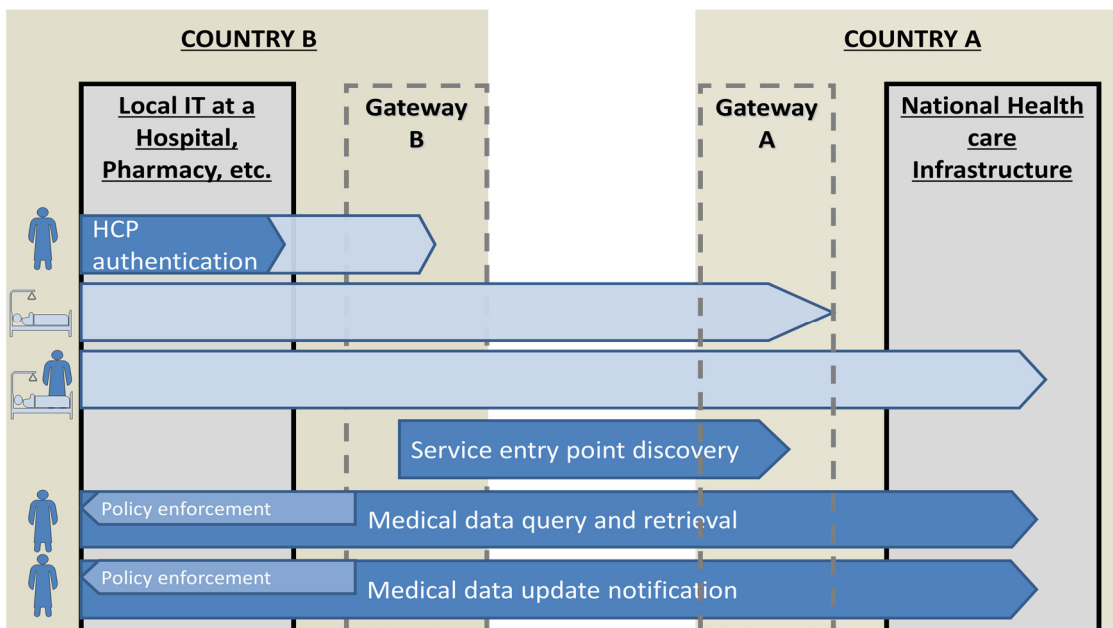 COUNTRY B
COUNTRY A
Local IT at a
Hospital,
Pharmacy, etc.
Gateway
B
Gateway
A
National Health
care
Infrastructure
HCP
authentication
Service entry point discovery
Policy enforcement
Medical data query and retrieval
Policy enforcement
Medical data update notification